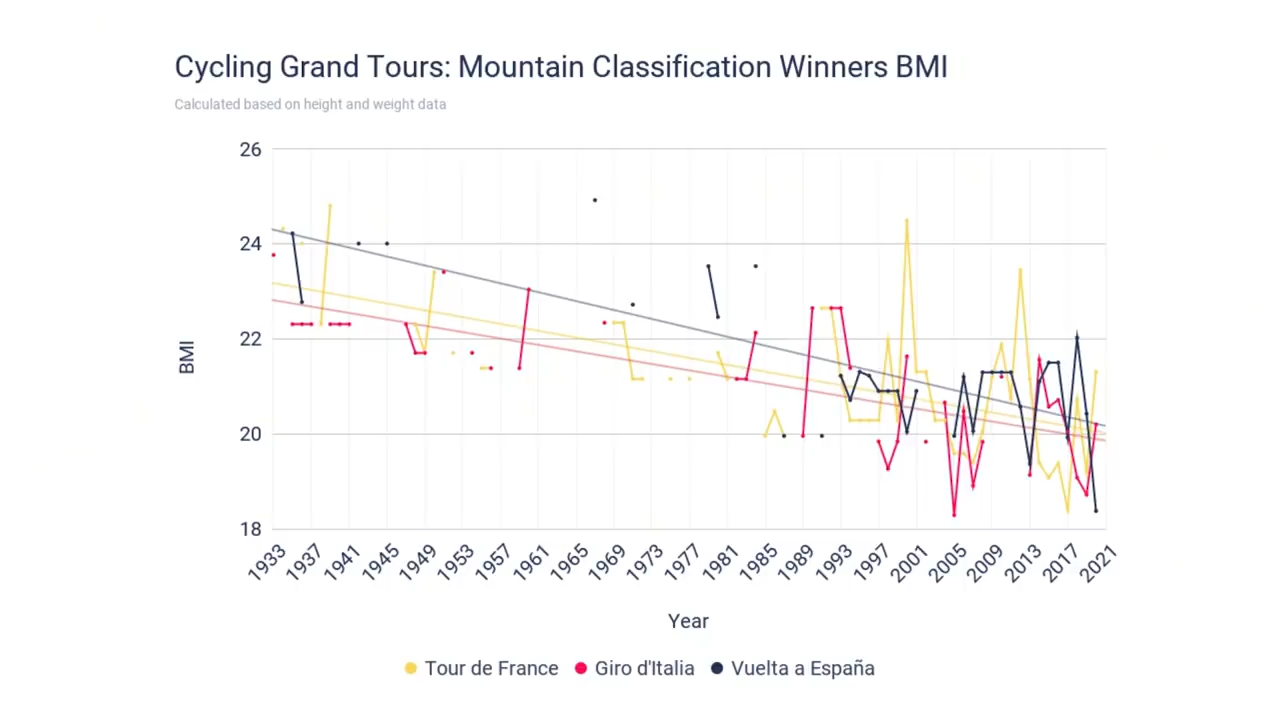 Cycling Grand Tours: Mountain Classification Winners BMI
Calculated based on height and weight data
26
24
22
20
18
BMI
1933 1937 1941 1945 1949 1953 1957 1961 1965 1969 1973 1977 1981 1985 1989 1993 1997 2001 2005 2009 2013 2017 2021
Year
Tour de France Giro d'Italia Vuelta a España